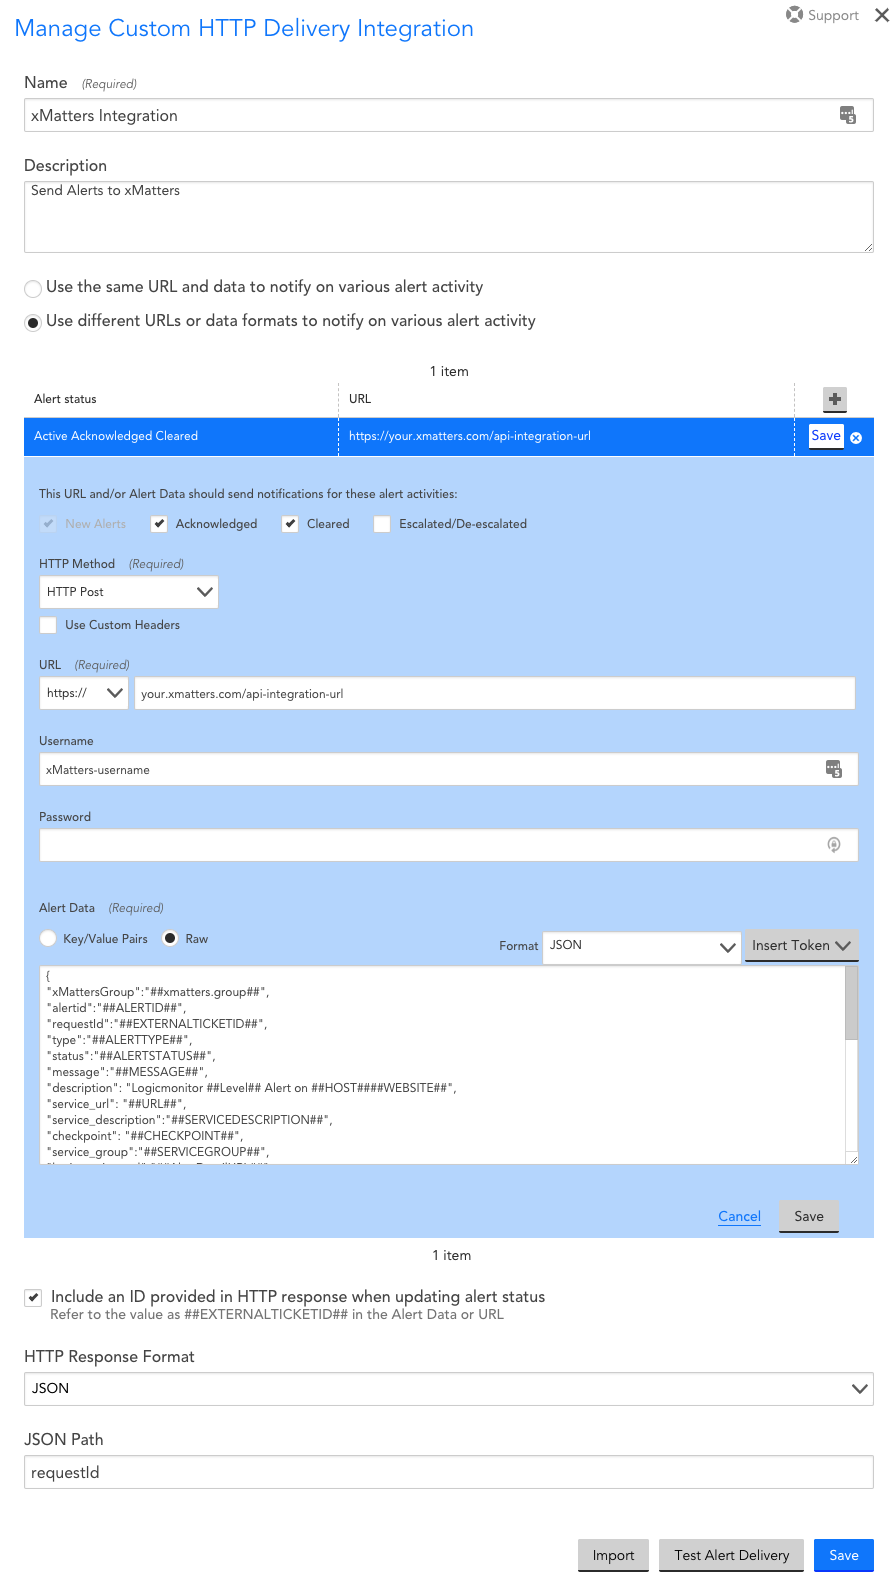 Support
Manage Custom HTTP Delivery Integration
Name (Required)
xMatters Integration
Description
Send Alerts to xMatters
Use the same URL and data to notify on various alert activity
Use different URLs or data formats to notify on various alert activity
1 item
Alert status URL
Active Acknowledged Cleared https://your.xmatters.com/api-integration-url Save
This URL and/or Alert Data should send notifications for these alert activities:
New Alerts Acknowledged Cleared Escalated/De-escalated
HTTP Method (Required)
HTTP Post
Use Custom Headers
URL (Required)
https:// your.xmatters.com/api-integration-url
Username
xMatters-username
Password
Alert Data (Required)
Key/Value Pairs Raw Format JSON Insert Token
{
"xMattersGroup":"##xmatters.group##",
"alertid":"##ALERTID##",
"requestId":"##EXTERNALTICKETID##",
"type":"##ALERTTYPE##",
"status":"##ALERTSTATUS##",
"message":"##MESSAGE##",
"description": "Logicmonitor ##Level## Alert on ##HOST####WEBSITE##",
"service_url": "##URL##",
"service_description":"##SERVICEDESCRIPTION##",
"checkpoint": "##CHECKPOINT##",
"service_group":"##SERVICEGROUP##",
Cancel Save
1 item
Include an ID provided in HTTP response when updating alert status
Refer to the value as ##EXTERNALTICKETID## in the Alert Data or URL
HTTP Response Format
JSON
JSON Path
requestId
Import Test Alert Delivery Save